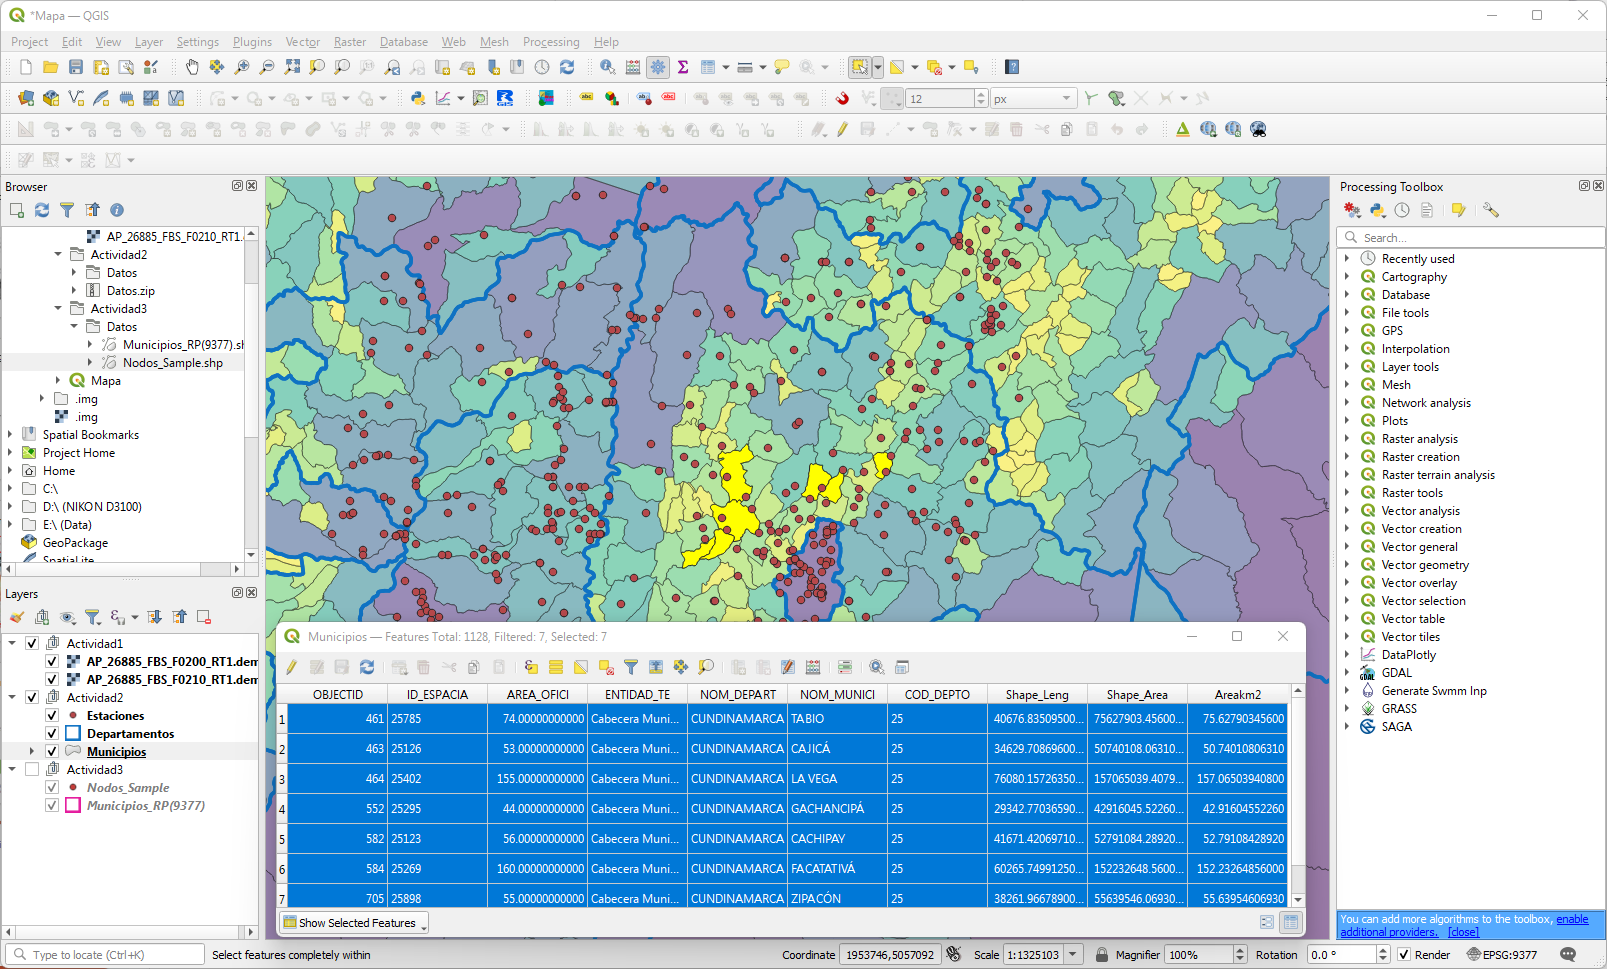 *Mapa — QGIS
Project Edit View Layer Settings Plugins Vector Raster Database Web Mesh Processing Help
abc abc abc
12 px
Browser
AP_26885_FBS_F0210_RT1.
Actividad2
Datos
Datos.zip
Actividad3
Datos
Municipios_RP(9377).sh
Nodos_Sample.shp
Mapa
.img
.img
Spatial Bookmarks
Project Home
Home
C:\
D:\ (NIKON D3100)
E:\ (Data)
GeoPackage
SpatiaLite
Layers
Actividad1
AP_26885_FBS_F0200_RT1.dem
AP_26885_FBS_F0210_RT1.dem
Actividad2
Estaciones
Departamentos
Municipios
Actividad3
Nodos_Sample
Municipios_RP(9377)
Municipios — Features Total: 1128, Filtered: 7, Selected: 7
OBJECTID ID_ESPACIA AREA_OFICI ENTIDAD_TE NOM_DEPART NOM_MUNICI COD_DEPTO Shape_Leng Shape_Area Areakm2
1 461 25785 74.00000000000 Cabecera Muni... CUNDINAMARCA TABIO 25 40676.83509500... 75627903.45600... 75.62790345600
2 463 25126 53.00000000000 Cabecera Muni... CUNDINAMARCA CAJICÁ 25 34629.70869600... 50740108.06310... 50.74010806310
3 464 25402 155.00000000000 Cabecera Muni... CUNDINAMARCA LA VEGA 25 76080.15726350... 157065039.4079... 157.06503940800
4 552 25295 44.00000000000 Cabecera Muni... CUNDINAMARCA GACHANCIPÁ 25 29342.77036590... 42916045.52260... 42.91604552260
5 582 25123 56.00000000000 Cabecera Muni... CUNDINAMARCA CACHIPAY 25 41671.42069710... 52791084.28920... 52.79108428920
6 584 25269 160.00000000000 Cabecera Muni... CUNDINAMARCA FACATATIVÁ 25 60265.74991250... 152232648.5600... 152.23264856000
7 705 25898 55.00000000000 Cabecera Muni... CUNDINAMARCA ZIPACÓN 25 38261.96678900... 55639546.06930... 55.63954606930
Show Selected Features
Processing Toolbox
Search...
Recently used
Cartography
Database
File tools
GPS
Interpolation
Layer tools
Mesh
Network analysis
Plots
Raster analysis
Raster creation
Raster terrain analysis
Raster tools
Vector analysis
Vector creation
Vector general
Vector geometry
Vector overlay
Vector selection
Vector table
Vector tiles
DataPlotly
GDAL
Generate Swmm Inp
GRASS
SAGA
You can add more algorithms to the toolbox, enable
additional providers. [close]
Type to locate (Ctrl+K) Select features completely within Coordinate 1953746,5057092 Scale 1:1325103 Magnifier 100% Rotation 0.0 ° Render EPSG:9377